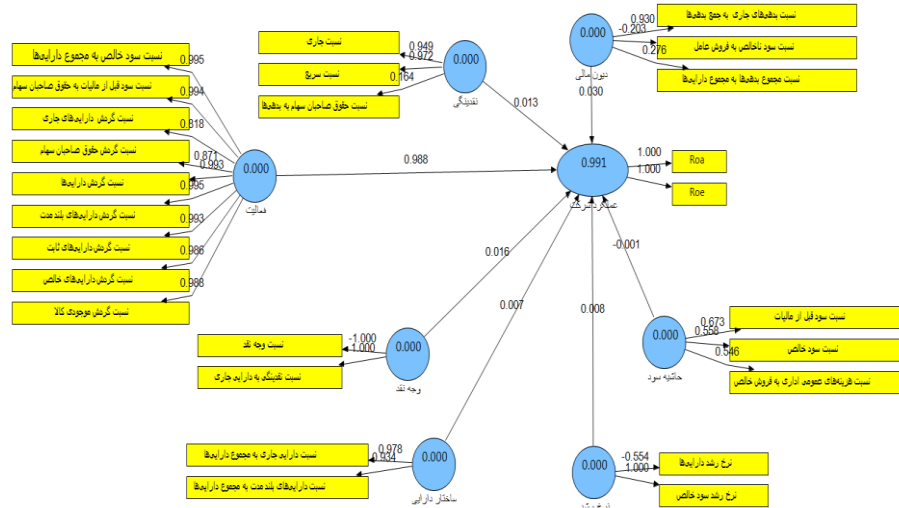 نسبت بدهی‌های جاری به جمع بدهی‌ها
0.930
-0.203
0.000
نسبت سود ناخالص به فروش عامل
0.276
دیون مالی
نسبت مجموع بدهی‌ها به مجموع دارایی‌ها
0.030
نسبت جاری
0.949
0.972
0.000
نسبت سریع
0.164
نقدینگی
نسبت حقوق صاحبان سهام به بدهی‌ها
0.013
نسبت سود خالص به مجموع دارایی‌ها
0.995
نسبت سود قبل از مالیات به حقوق صاحبان سهام
0.994
نسبت گردش دارایی‌های جاری
0.818
نسبت گردش حقوق صاحبان سهام
0.871
0.993
نسبت گردش دارایی‌ها
0.995
نسبت گردش دارایی‌های بلند مدت
0.993
نسبت گردش دارایی‌های ثابت
0.986
نسبت گردش دارایی‌های خالص
0.988
نسبت گردش موجودی کالا
0.000
فعالیت
0.988
0.991
عملکرد شرکت
1.000
Roa
1.000
Roe
0.016
0.007
0.008
-0.001
نسبت وجه نقد
-1.000
1.000
نسبت نقدینگی به دارایی جاری
0.000
وجه نقد
نسبت سود قبل از مالیات
0.673
0.558
نسبت سود خالص
0.546
نسبت هزینه‌های عمومی اداری به فروش خالص
0.000
حاشیه سود
نسبت دارایی جاری به مجموع دارایی‌ها
0.978
0.934
نسبت دارایی‌های بلند مدت به مجموع دارایی‌ها
0.000
ساختار دارایی
0.000
نرخ رشد
-0.554
نرخ رشد دارایی‌ها
1.000
نرخ رشد سود خالص